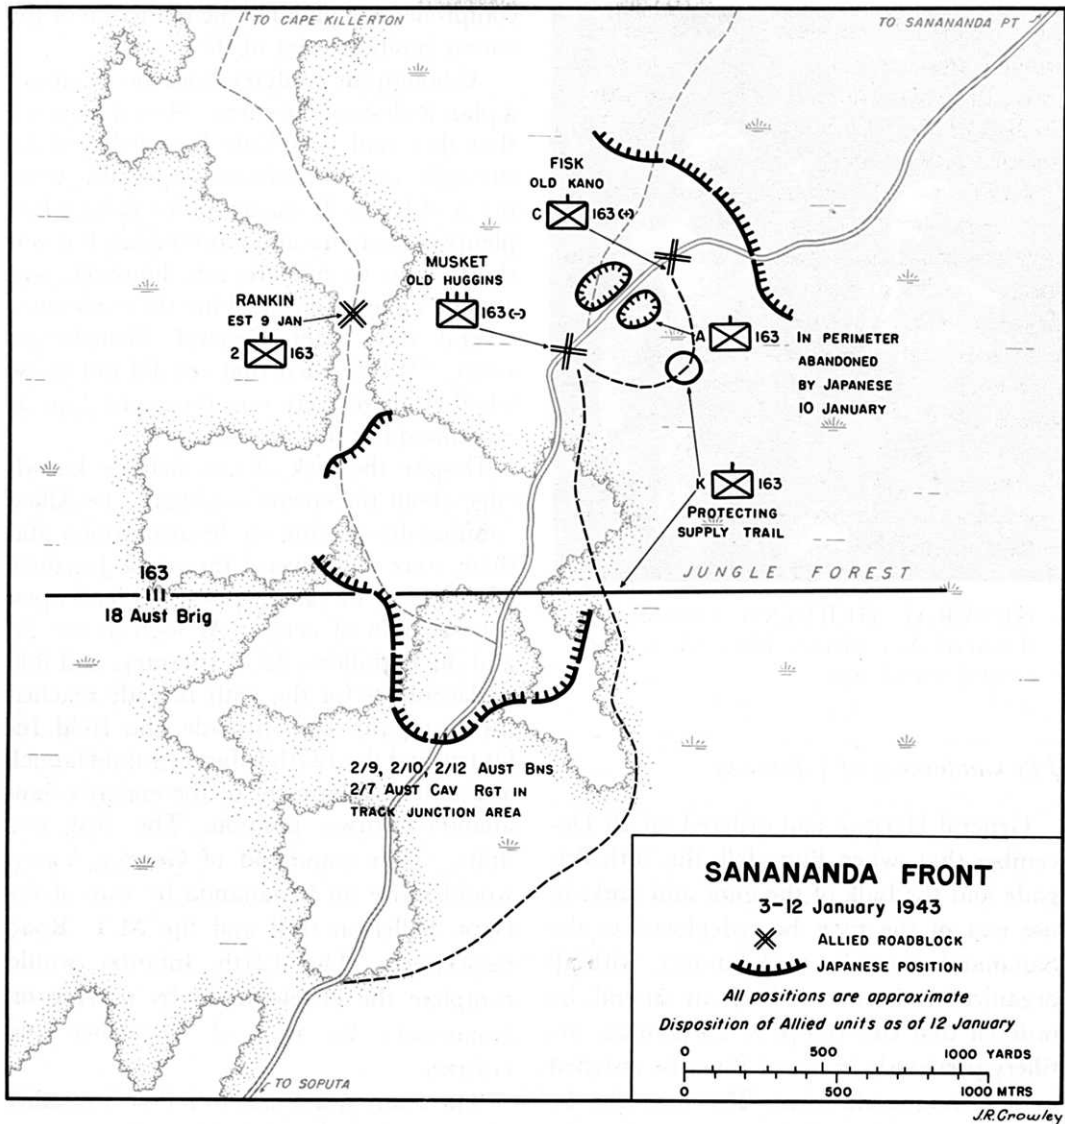 TO CAPE KILLERTON
TO SANANANDA PT
FISK
OLD KANO
C 163 (+)
MUSKET
OLD HUGGINS
163 (–)
RANKIN
EST 9 JAN
2 163
A 163
IN PERIMETER
ABANDONED
BY JAPANESE
10 JANUARY
K 163
PROTECTING
SUPPLY TRAIL
JUNGLE FOREST
163
18 Aust Brig
2/9, 2/10, 2/12 AUST BNS
2/7 AUST CAV RGT IN
TRACK JUNCTION AREA
TO SOPUTA
SANANANDA FRONT
3-12 January 1943
ALLIED ROADBLOCK
JAPANESE POSITION
All positions are approximate
Disposition of Allied units as of 12 January
0 500 1000 YARDS
0 500 1000 MTRS
J.R.Crowley